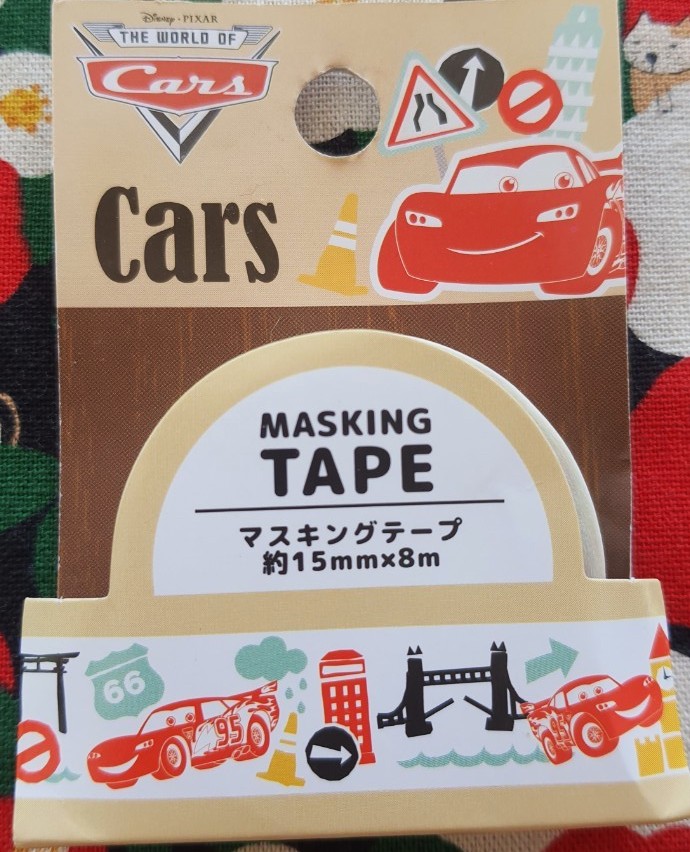 Disney · PIXAR
THE WORLD OF
Cars
Cars
MASKING
TAPE
マスキングテープ
約15mm×8m
66
95
95